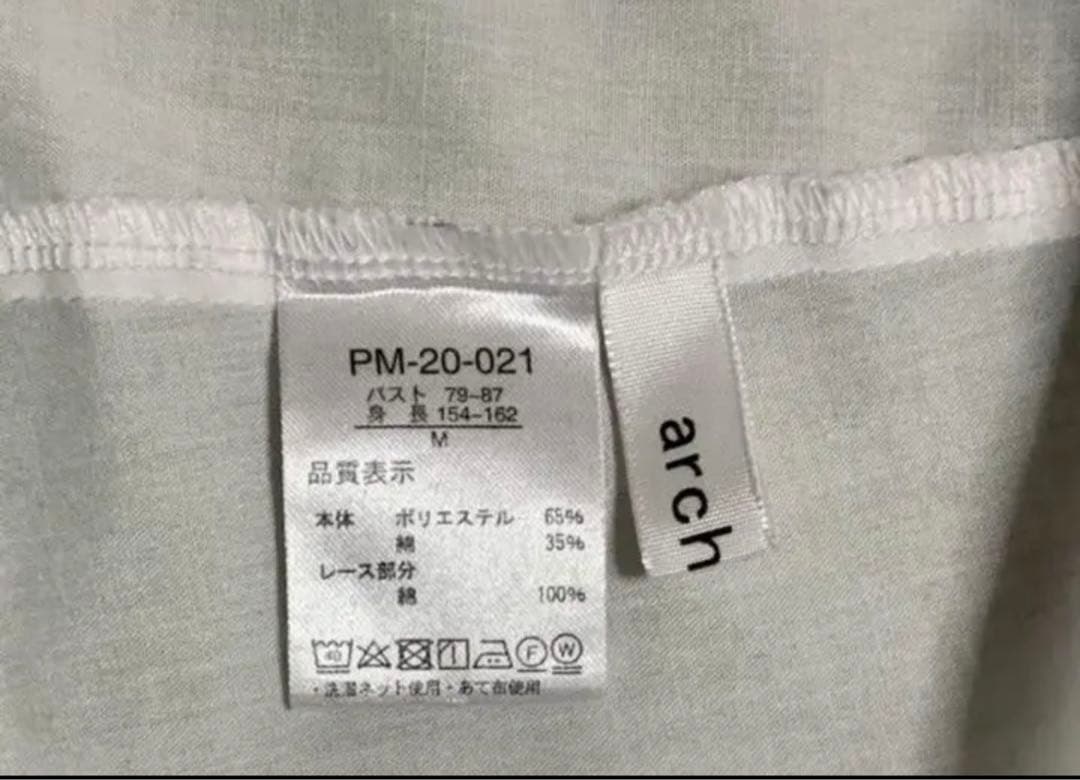 PM-20-021
バスト 79~87
身 長 154~162
M
品質表示
本体 ポリエステル 65%
綿 35%
レース部分
綿 100%
40 F W
・洗濯ネット使用・あて布使用
arch